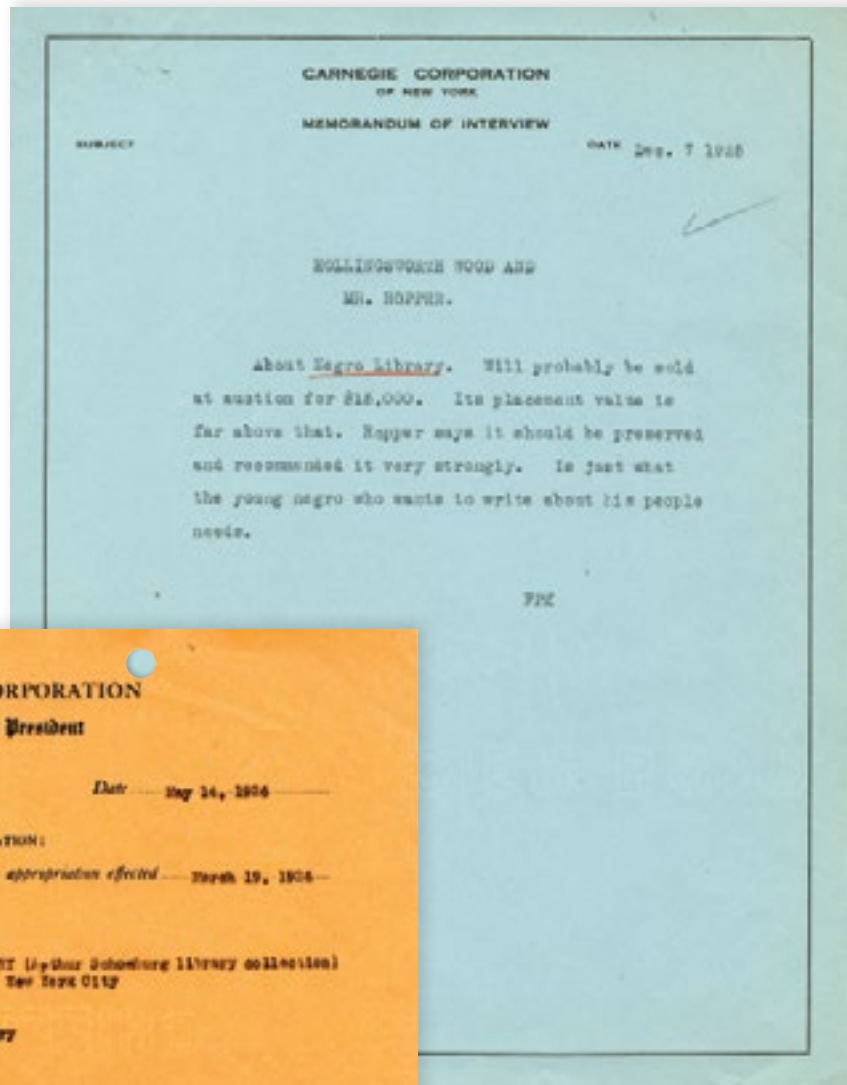 CARNEGIE CORPORATION
OF NEW YORK
MEMORANDUM OF INTERVIEW
SUBJECT
DATE Dec. 7 1925
HOLLINGSWORTH WOOD AND
MR. HOPPER.
About Negro Library. Will probably be sold
at auction for $15,000. Its placement value is
far above that. Hopper says it should be preserved
and recommended it very strongly. Is just what
the young negro who wants to write about his people
needs.
FPK
RPORATION
President
Date May 14, 1926
ATION:
appropriation effected March 19, 1926
RY (Arthur Schomburg library collection)
New York City
ry